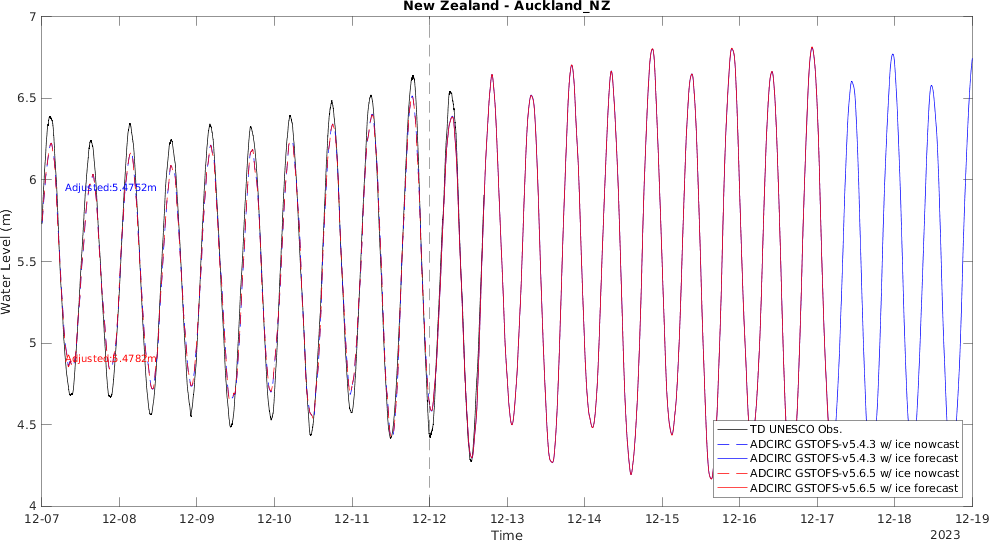 New Zealand - Auckland_NZ
7
6.5
6
5.5
5
4.5
4
Water Level (m)
Adjusted:5.4752m
Adjusted:5.4782m
TD UNESCO Obs.
ADCIRC GSTOFS-v5.4.3 w/ ice nowcast
ADCIRC GSTOFS-v5.4.3 w/ ice forecast
ADCIRC GSTOFS-v5.6.5 w/ ice nowcast
ADCIRC GSTOFS-v5.6.5 w/ ice forecast
12-07 12-08 12-09 12-10 12-11 12-12 12-13 12-14 12-15 12-16 12-17 12-18 12-19
Time
2023